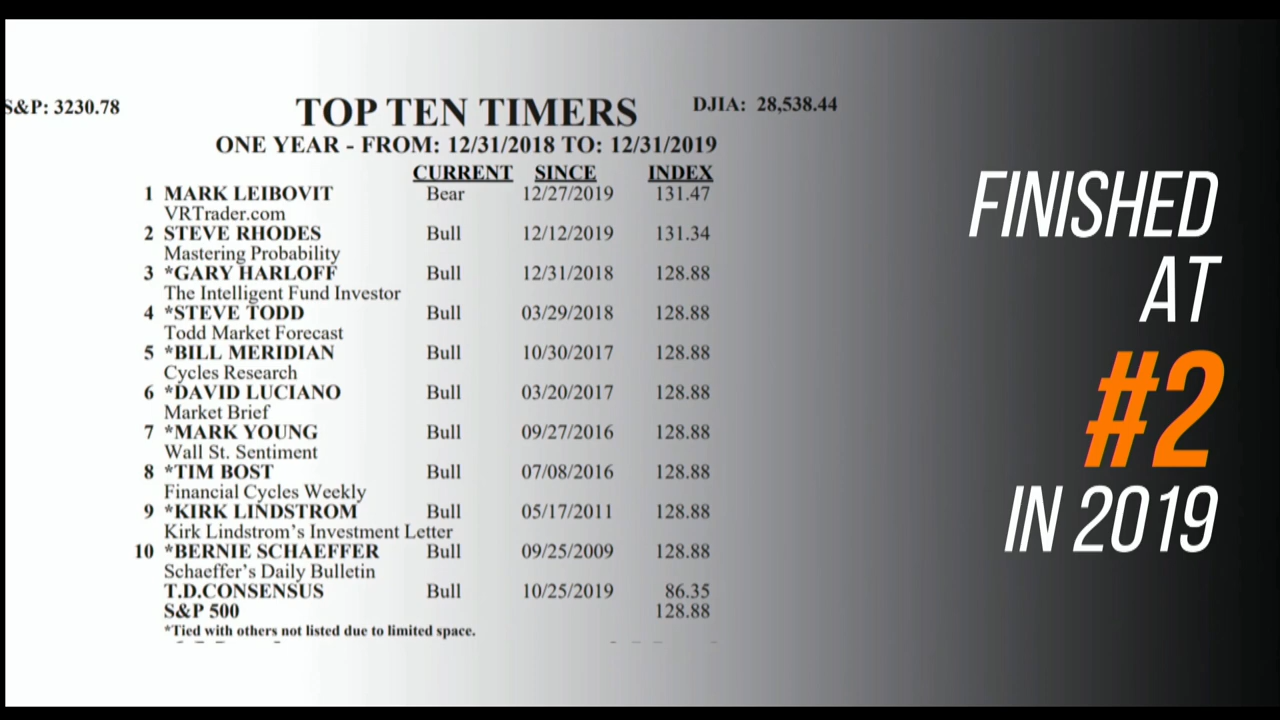 S&P: 3230.78
TOP TEN TIMERS
DJIA: 28,538.44
ONE YEAR - FROM: 12/31/2018 TO: 12/31/2019
CURRENT SINCE INDEX
1 MARK LEIBOVIT Bear 12/27/2019 131.47
VRTrader.com
2 STEVE RHODES Bull 12/12/2019 131.34
Mastering Probability
3 *GARY HARLOFF Bull 12/31/2018 128.88
The Intelligent Fund Investor
4 *STEVE TODD Bull 03/29/2018 128.88
Todd Market Forecast
5 *BILL MERIDIAN Bull 10/30/2017 128.88
Cycles Research
6 *DAVID LUCIANO Bull 03/20/2017 128.88
Market Brief
7 *MARK YOUNG Bull 09/27/2016 128.88
Wall St. Sentiment
8 *TIM BOST Bull 07/08/2016 128.88
Financial Cycles Weekly
9 *KIRK LINDSTROM Bull 05/17/2011 128.88
Kirk Lindstrom's Investment Letter
10 *BERNIE SCHAEFFER Bull 09/25/2009 128.88
Schaeffer's Daily Bulletin
T.D.CONSENSUS Bull 10/25/2019 86.35
S&P 500 128.88
*Tied with others not listed due to limited space.
FINISHED
AT
#2
IN 2019